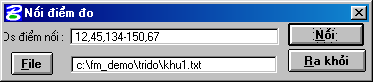 Nối điểm đo
Ds điểm nối : 12,45,134-150,67 Nối
File c:\fm_demo\trido\khu1.txt Ra khỏi